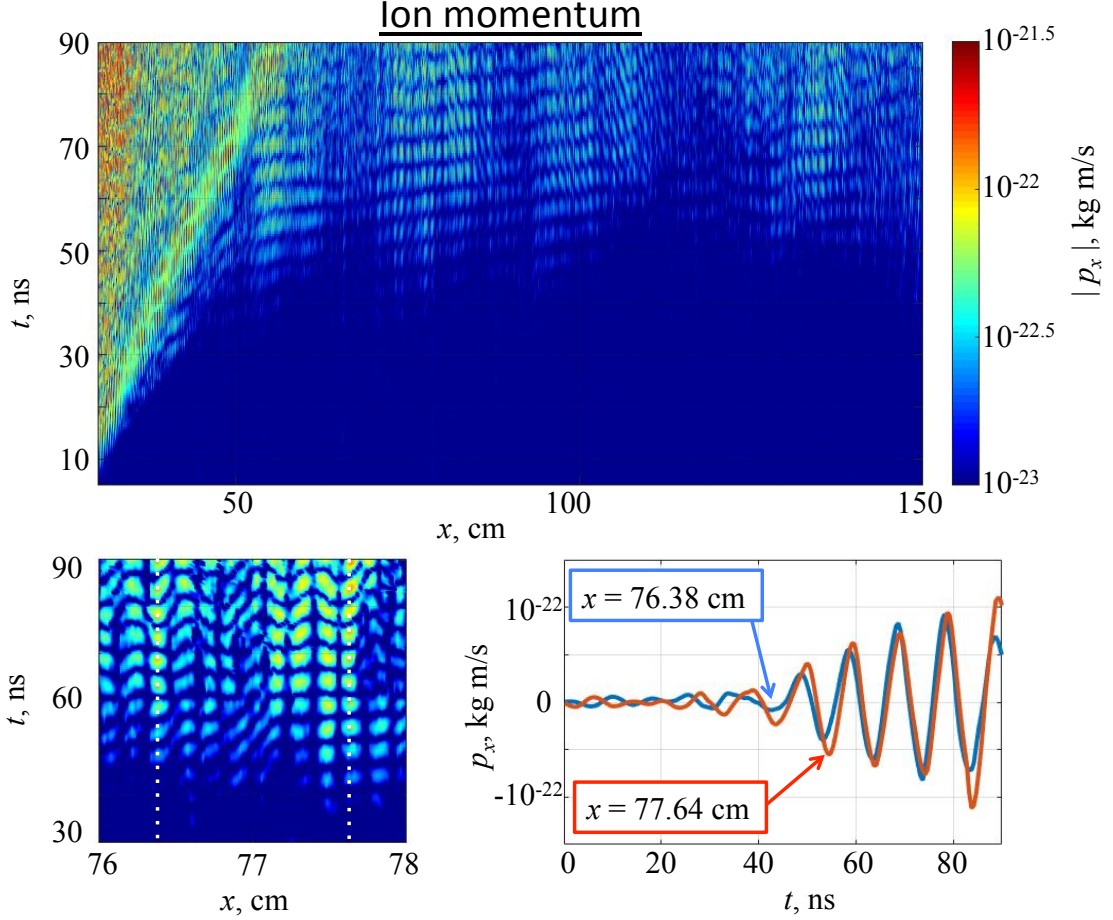 Ion momentum
90
70
50
30
10
t, ns
50
100
150
x, cm
10^-21.5
10^-22
10^-22.5
10^-23
| p_x |, kg m/s
90
60
30
t, ns
76
77
78
x, cm
x = 76.38 cm
x = 77.64 cm
10^-22
0
-10^-22
p_x, kg m/s
0
20
40
60
80
t, ns